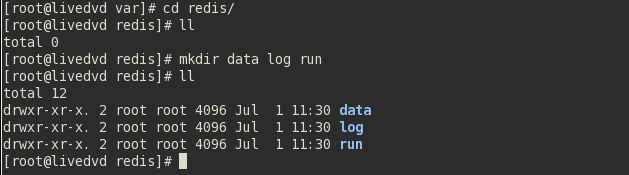 [root@livedvd var]# cd redis/
[root@livedvd redis]# ll
total 0
[root@livedvd redis]# mkdir data log run
[root@livedvd redis]# ll
total 12
drwxr-xr-x. 2 root root 4096 Jul  1 11:30 data
drwxr-xr-x. 2 root root 4096 Jul  1 11:30 log
drwxr-xr-x. 2 root root 4096 Jul  1 11:30 run
[root@livedvd redis]#